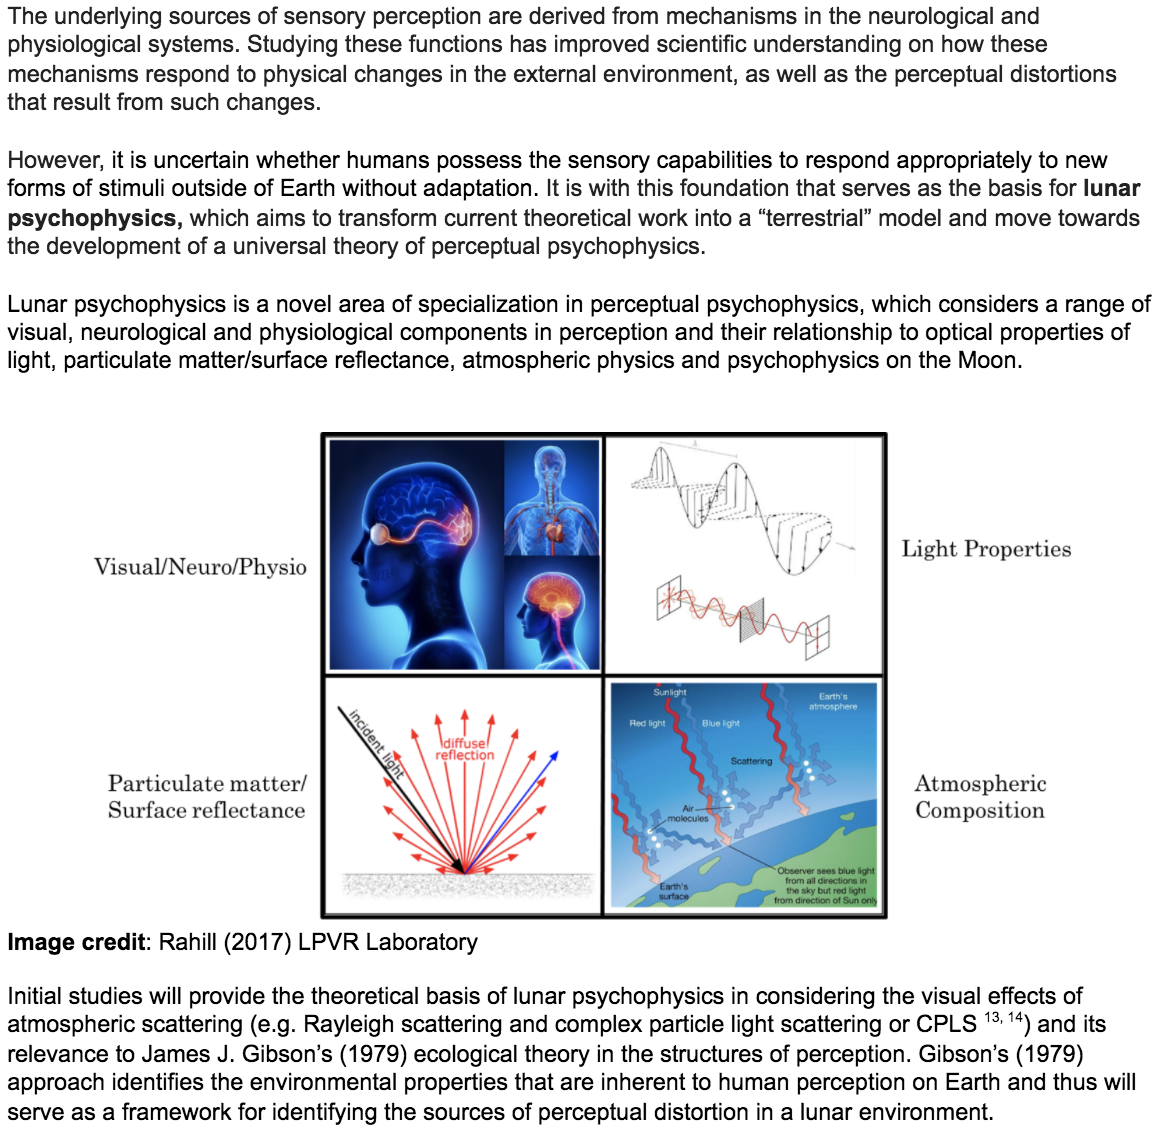 The underlying sources of sensory perception are derived from mechanisms in the neurological and
physiological systems. Studying these functions has improved scientific understanding on how these
mechanisms respond to physical changes in the external environment, as well as the perceptual distortions
that result from such changes.
However, it is uncertain whether humans possess the sensory capabilities to respond appropriately to new
forms of stimuli outside of Earth without adaptation. It is with this foundation that serves as the basis for lunar
psychophysics, which aims to transform current theoretical work into a “terrestrial” model and move towards
the development of a universal theory of perceptual psychophysics.
Lunar psychophysics is a novel area of specialization in perceptual psychophysics, which considers a range of
visual, neurological and physiological components in perception and their relationship to optical properties of
light, particulate matter/surface reflectance, atmospheric physics and psychophysics on the Moon.
Visual/Neuro/Physio
Light Properties
Particulate matter/
Surface reflectance
incident light
diffuse
reflection
Sunlight
Earth's
atmosphere
Red light
Blue light
Scattering
Air
molecules
Observer sees blue light
from all directions in
the sky but red light
from direction of Sun only
Earth's
surface
Atmospheric
Composition
Image credit: Rahill (2017) LPVR Laboratory
Initial studies will provide the theoretical basis of lunar psychophysics in considering the visual effects of
atmospheric scattering (e.g. Rayleigh scattering and complex particle light scattering or CPLS 13, 14) and its
relevance to James J. Gibson’s (1979) ecological theory in the structures of perception. Gibson’s (1979)
approach identifies the environmental properties that are inherent to human perception on Earth and thus will
serve as a framework for identifying the sources of perceptual distortion in a lunar environment.